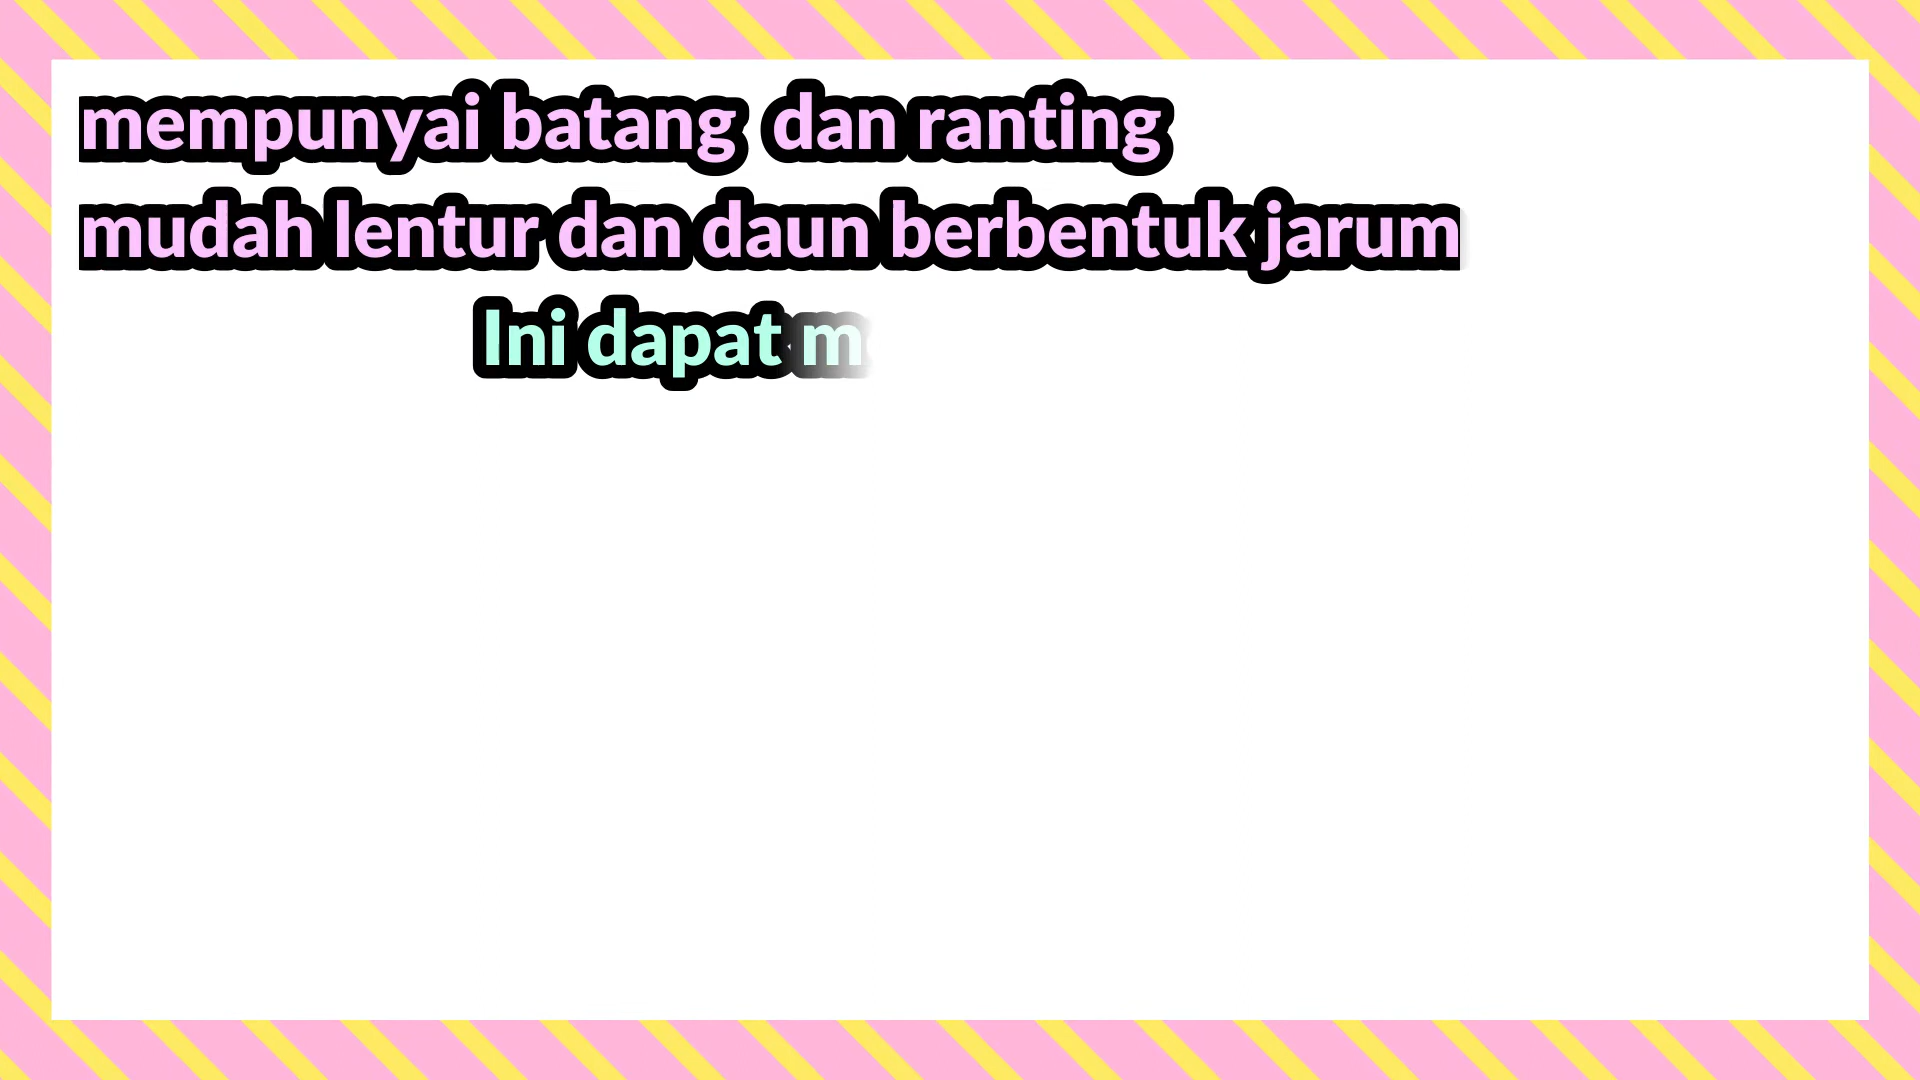 mempunyai batang dan ranting
mudah lentur dan daun berbentuk jarum
Ini dapat